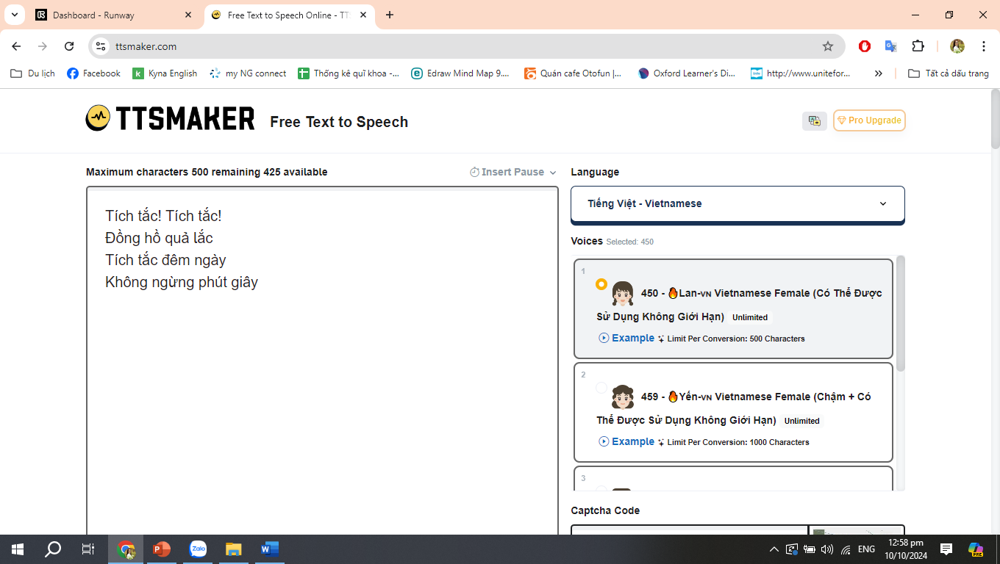 Dashboard - Runway
Free Text to Speech Online - TT
ttsmaker.com
Du lịch
Facebook
Kyna English
my NG connect
Thống kê quĩ khoa -...
Edraw Mind Map 9....
Quán cafe Otofun |...
Oxford Learner's Di...
http://www.unitefor...
Tất cả dấu trang
TTSMAKER
Free Text to Speech
Pro Upgrade
Maximum characters 500 remaining 425 available
Insert Pause
Language
Tích tắc! Tích tắc!
Đồng hồ quả lắc
Tích tắc đêm ngày
Không ngừng phút giây
Tiếng Việt - Vietnamese
Voices Selected: 450
1
450 - 🔥Lan-VN Vietnamese Female (Có Thể Được
Sử Dụng Không Giới Hạn) Unlimited
Example Limit Per Conversion: 500 Characters
2
459 - 🔥Yến-VN Vietnamese Female (Chậm + Có
Thể Được Sử Dụng Không Giới Hạn) Unlimited
Example Limit Per Conversion: 1000 Characters
3
Captcha Code
Zalo
ENG
12:58 pm
10/10/2024
PRE